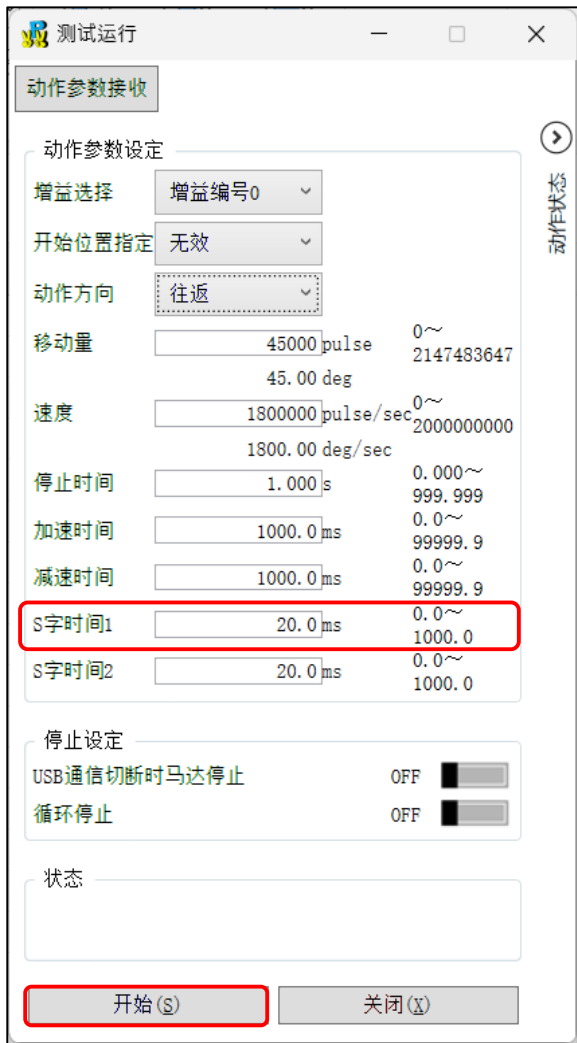 测试运行
动作参数接收
动作参数设定
增益选择 增益编号0
开始位置指定 无效
动作方向 往返
移动量 45000 pulse 0～2147483647
45.00 deg
速度 1800000 pulse/sec 0～2000000000
1800.00 deg/sec
停止时间 1.000 s 0.000～999.999
加速时间 1000.0 ms 0.0～99999.9
减速时间 1000.0 ms 0.0～99999.9
S字时间1 20.0 ms 0.0～1000.0
S字时间2 20.0 ms 0.0～1000.0
停止设定
USB通信切断时马达停止 OFF
循环停止 OFF
状态
开始(S) 关闭(X)
动作状态